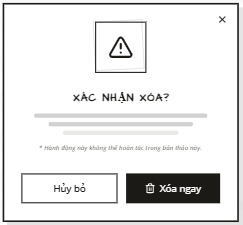 XÁC NHẬN XÓA?
* Hành động này không thể hoàn tác trong bản thảo này.
Hủy bỏ
Xóa ngay